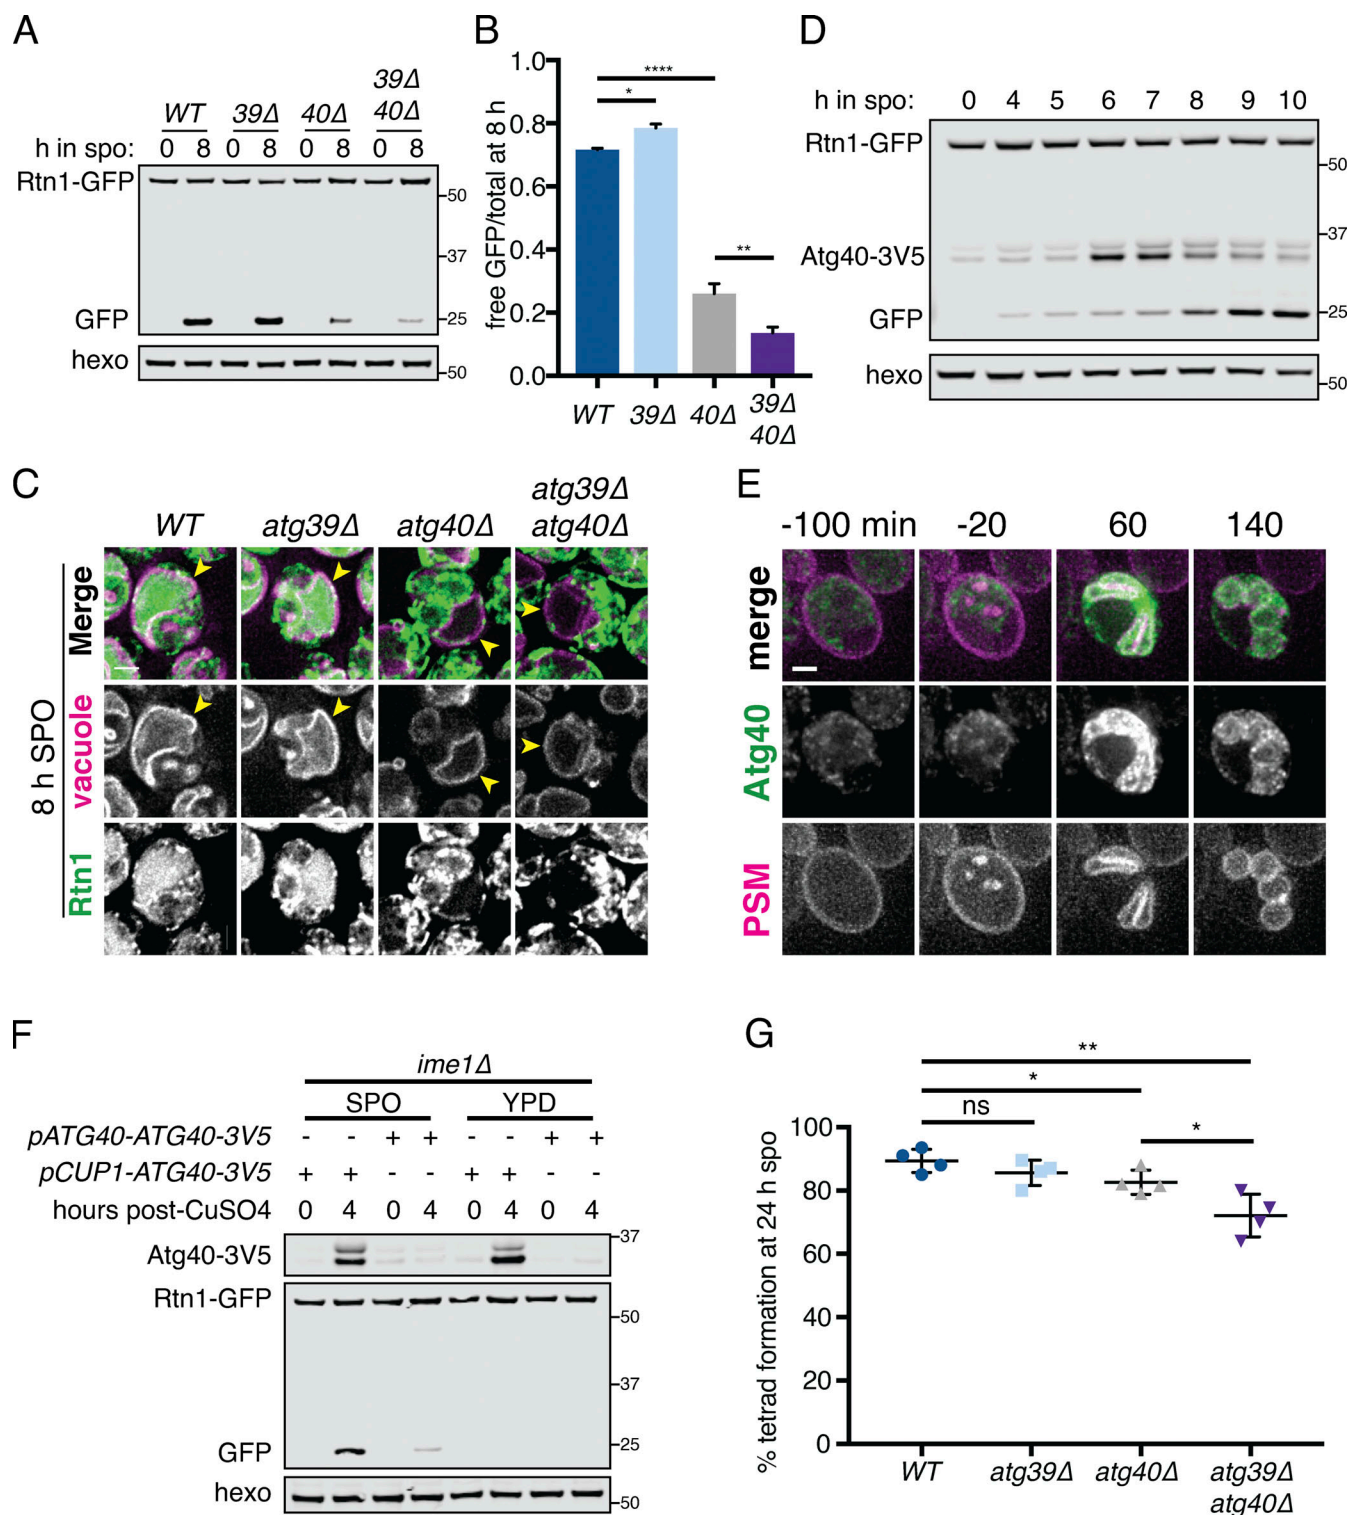 A
WT 39Δ 40Δ 39Δ 40Δ
h in spo: 0 8 0 8 0 8 0 8
Rtn1-GFP
50
37
GFP
25
hexo
50
B
free GFP/total at 8 h
1.0
0.8
0.6
0.4
0.2
0.0
****
*
**
WT 39Δ 40Δ 39Δ
40Δ
D
h in spo: 0 4 5 6 7 8 9 10
Rtn1-GFP
50
37
Atg40-3V5
GFP
25
hexo
50
C
WT atg39Δ atg40Δ atg39Δ
atg40Δ
8 h SPO
Merge
vacuole
Rtn1
E
-100 min -20 60 140
merge
Atg40
PSM
F
ime1Δ
SPO YPD
pATG40-ATG40-3V5 - - + + - - + +
pCUP1-ATG40-3V5 + + - - + + - -
hours post-CuSO4 0 4 0 4 0 4 0 4
Atg40-3V5
37
Rtn1-GFP
50
37
GFP
25
hexo
50
G
**
*
ns
*
% tetrad formation at 24 h spo
100
80
60
40
20
0
WT atg39Δ atg40Δ atg39Δ
atg40Δ